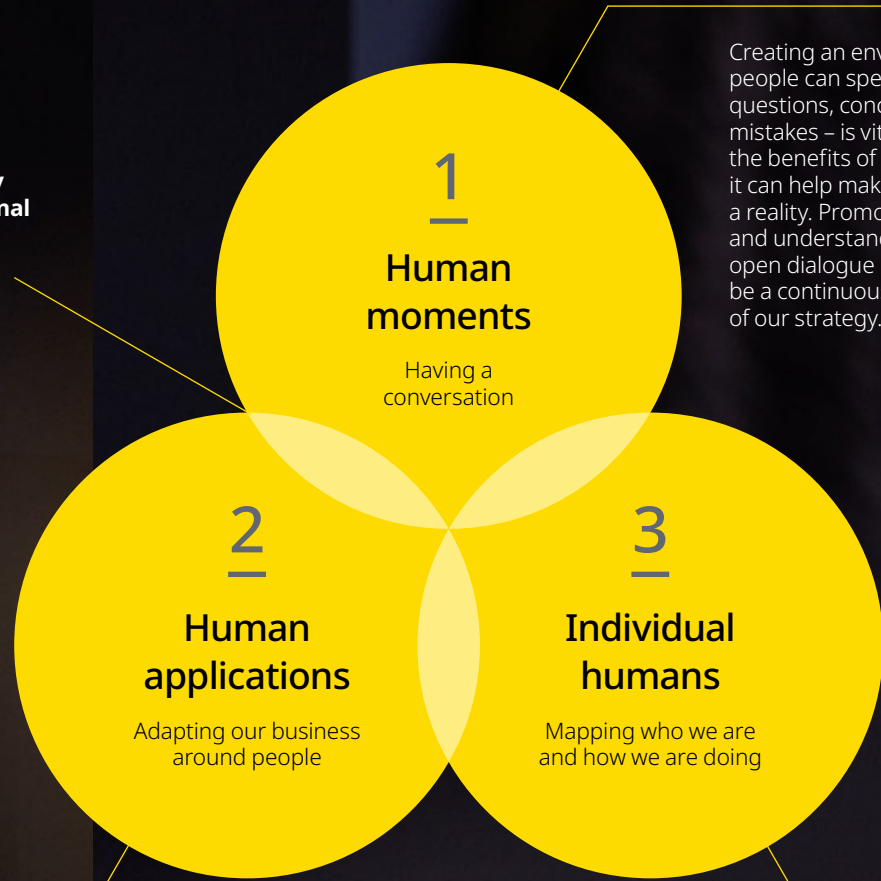 nal
1
Human
moments
Having a
conversation
2
Human
applications
Adapting our business
around people
3
Individual
humans
Mapping who we are
and how we are doing
Creating an env
people can spe
questions, conc
mistakes – is vit
the benefits of
it can help mak
a reality. Promo
and understand
open dialogue
be a continuou
of our strategy.